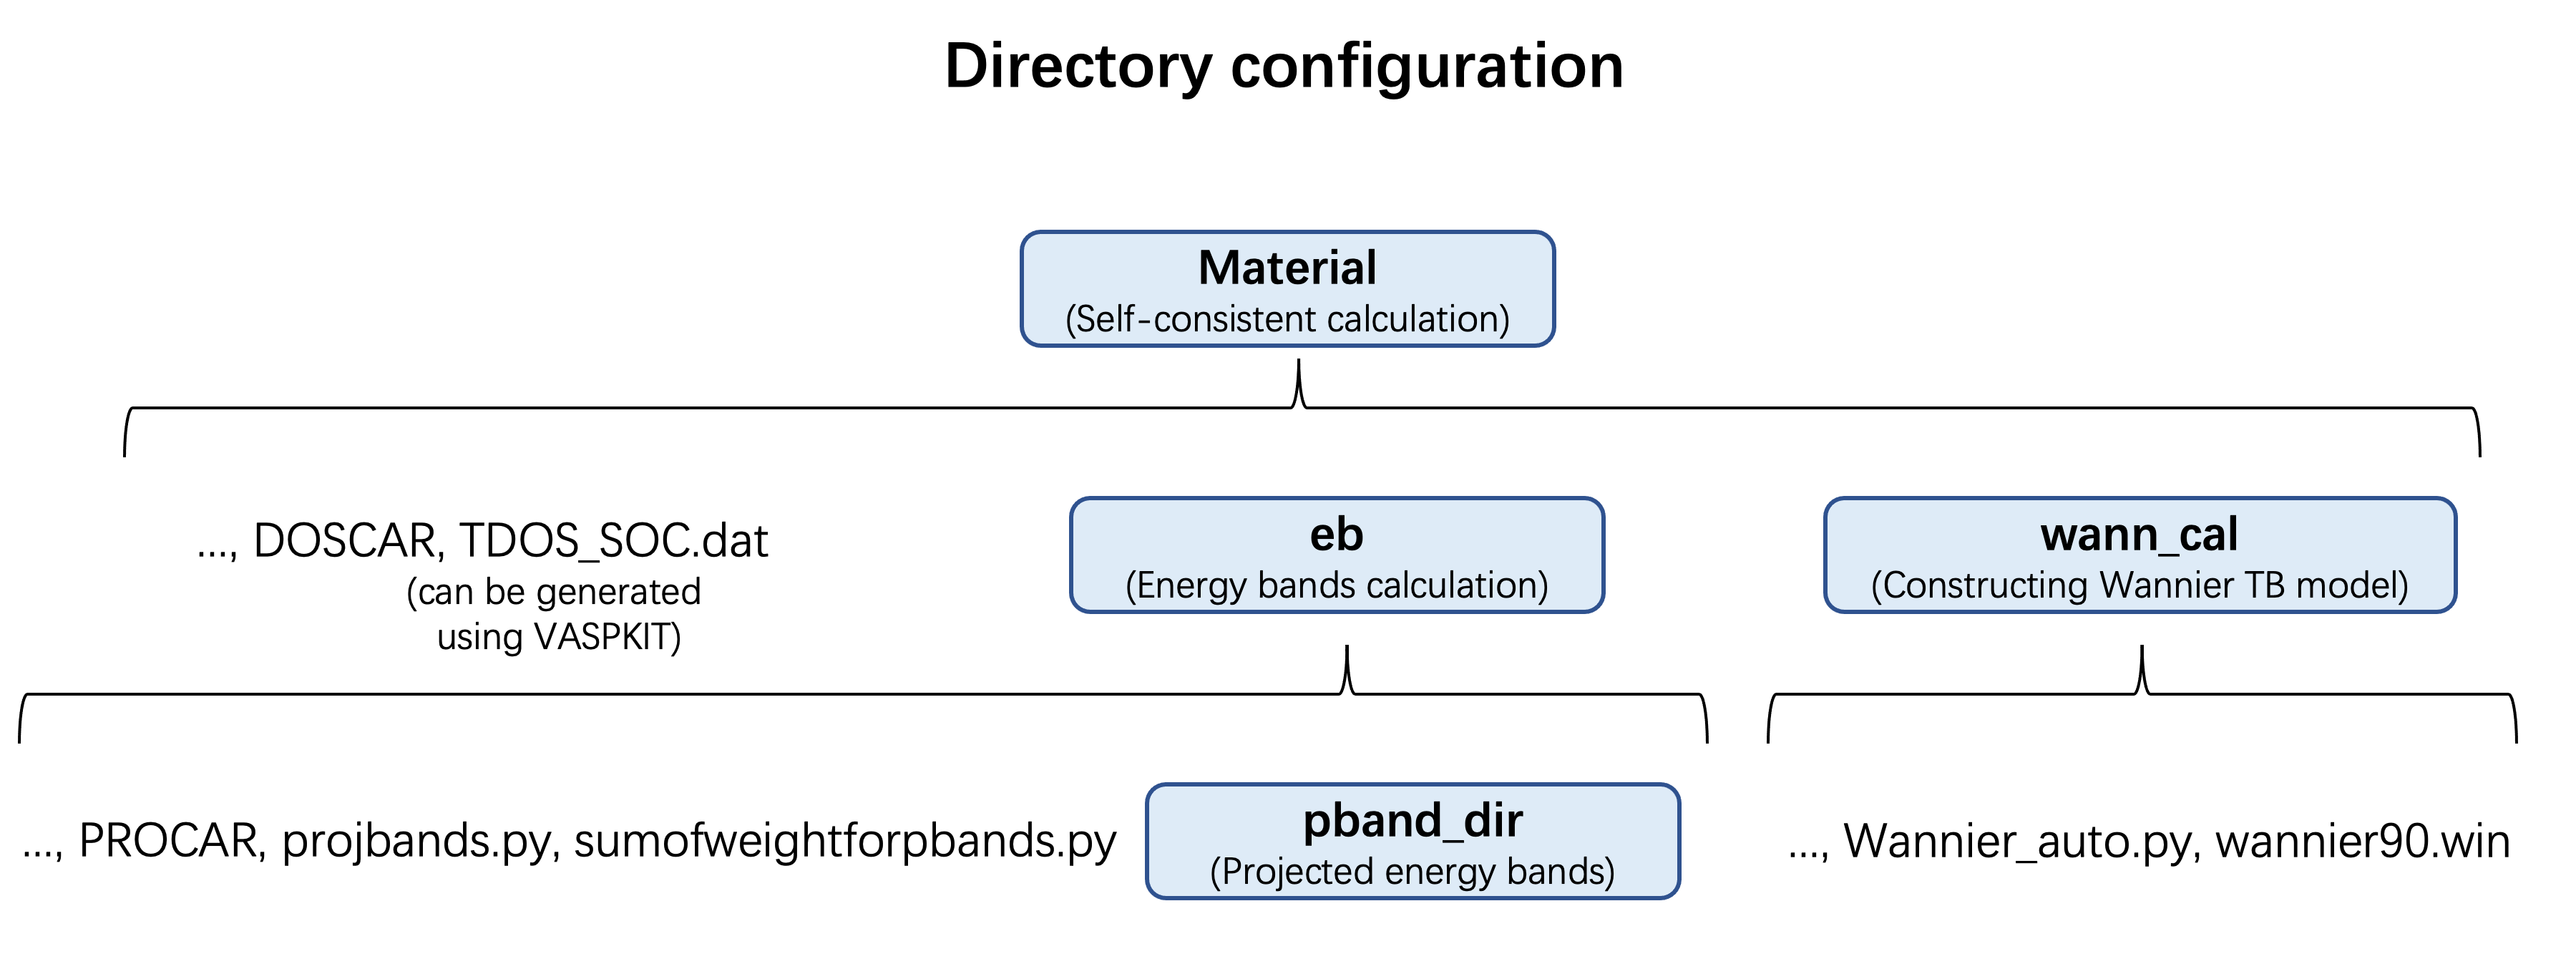 Directory configuration
Material
(Self-consistent calculation)
..., DOSCAR, TDOS_SOC.dat
(can be generated
using VASPKIT)
eb
(Energy bands calculation)
wann_cal
(Constructing Wannier TB model)
..., PROCAR, projbands.py, sumofweightforpbands.py
pband_dir
(Projected energy bands)
..., Wannier_auto.py, wannier90.win